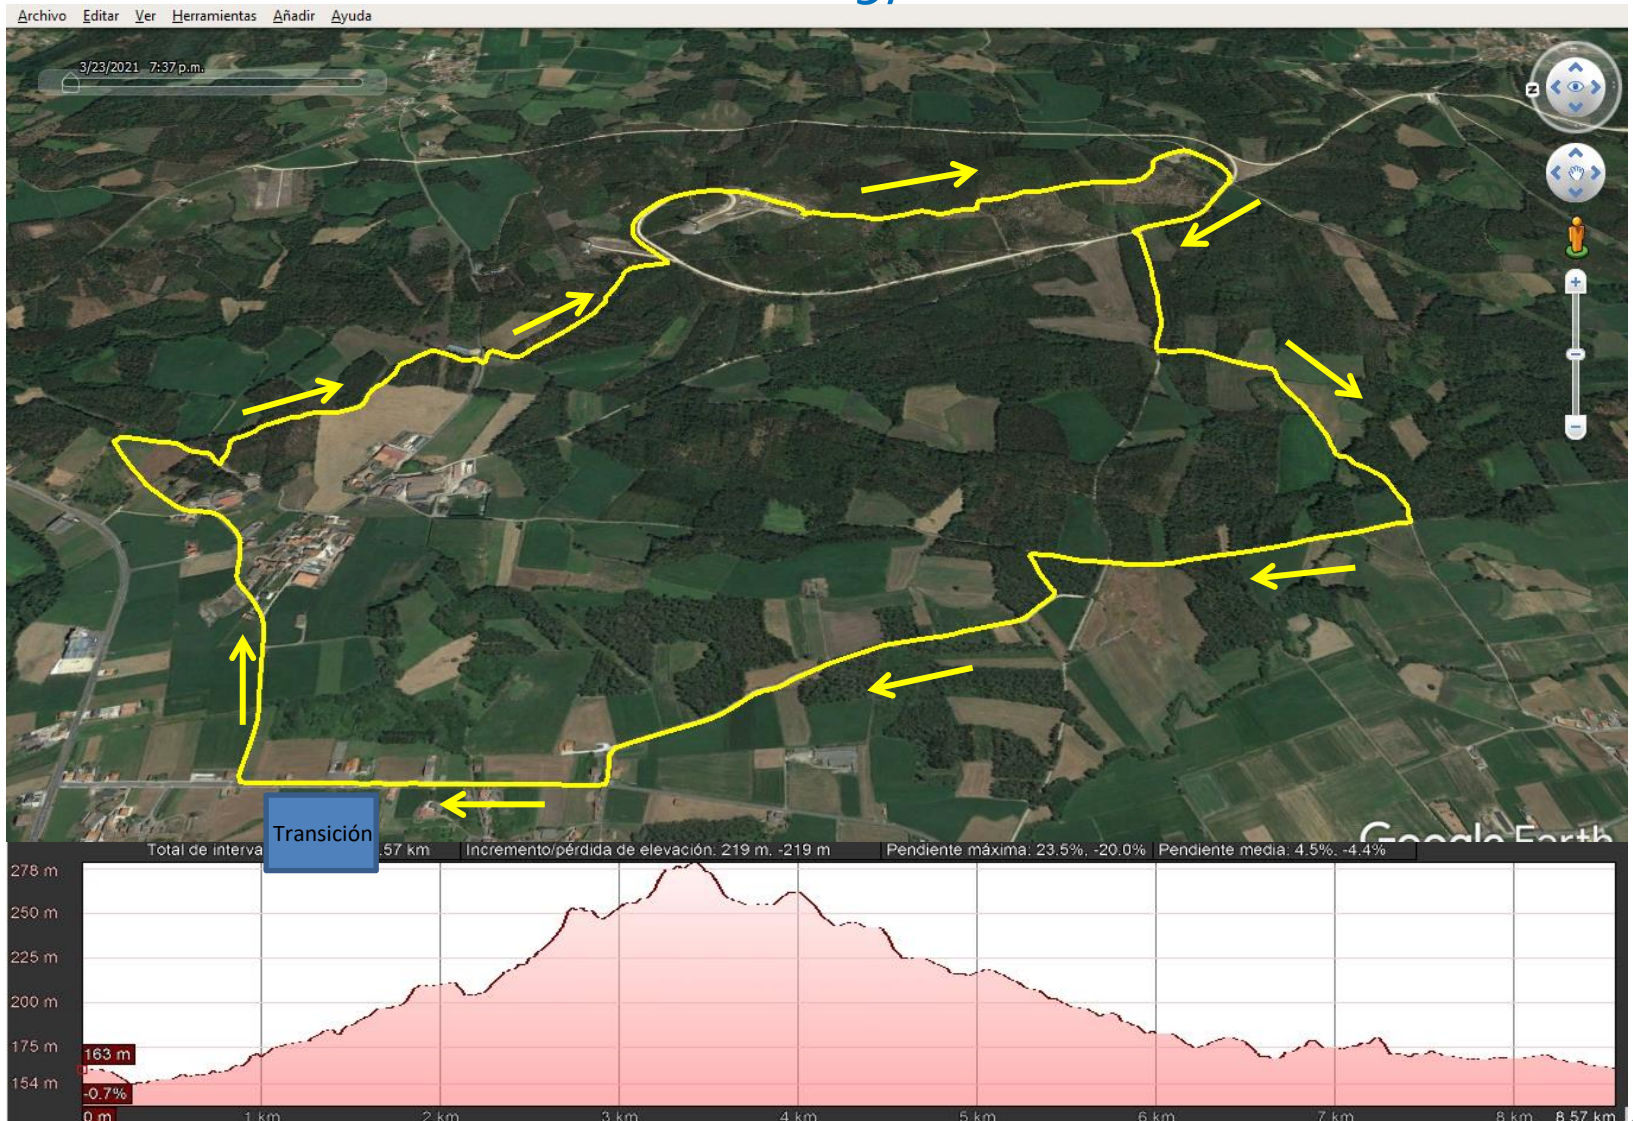 Archivo Editar Ver Herramientas Añadir Ayuda
3/23/2021 7:37 p.m.
N
Transición
Google Earth
Total de interva .57 km Incremento/pérdida de elevación: 219 m, -219 m Pendiente máxima: 23.5%, -20.0% Pendiente media: 4.5%, -4.4%
278 m
250 m
225 m
200 m
175 m
163 m
154 m
-0.7%
0 m 1 km 2 km 3 km 4 km 5 km 6 km 7 km 8 km 8.57 km